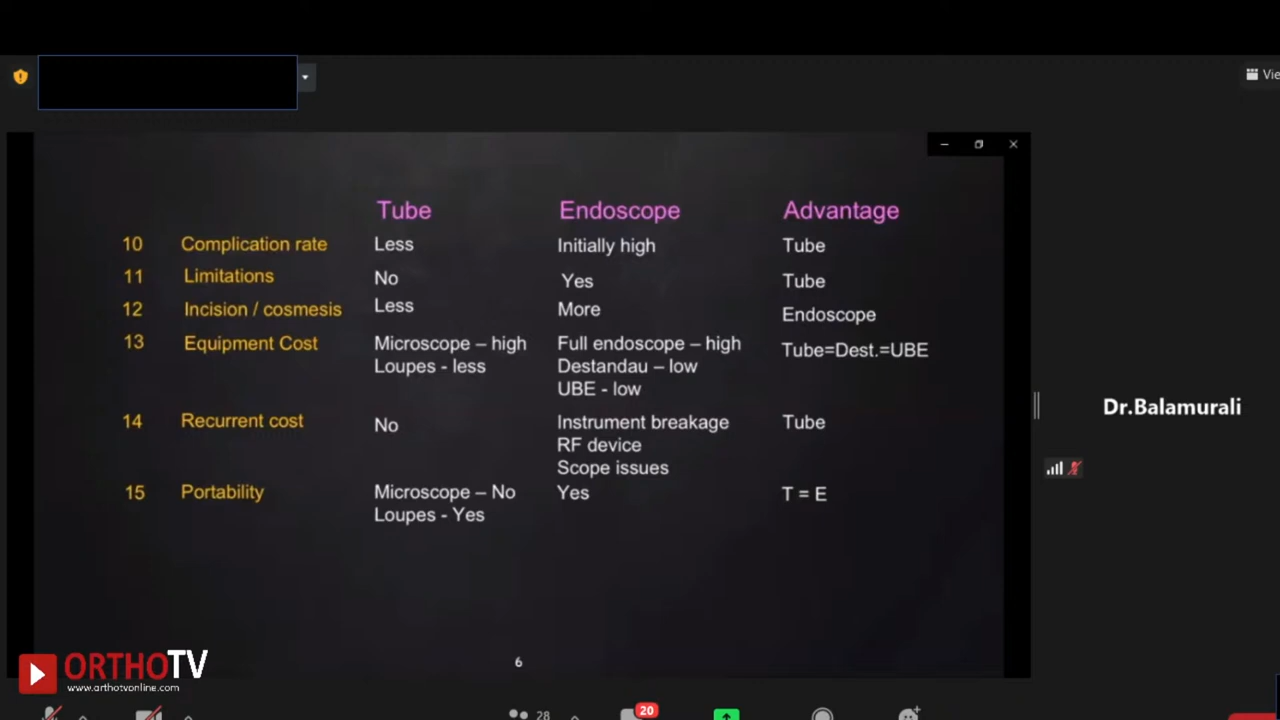 Vie
Tube Endoscope Advantage
10 Complication rate Less Initially high Tube
11 Limitations No Yes Tube
12 Incision / cosmesis Less More Endoscope
13 Equipment Cost Microscope – high Full endoscope – high Tube=Dest.=UBE
Loupes - less Destandau – low
UBE - low
14 Recurrent cost No Instrument breakage Tube
RF device
Scope issues
15 Portability Microscope – No Yes T = E
Loupes - Yes
6
Dr.Balamurali
ORTHOTV
www.orthotvonline.com
28
20